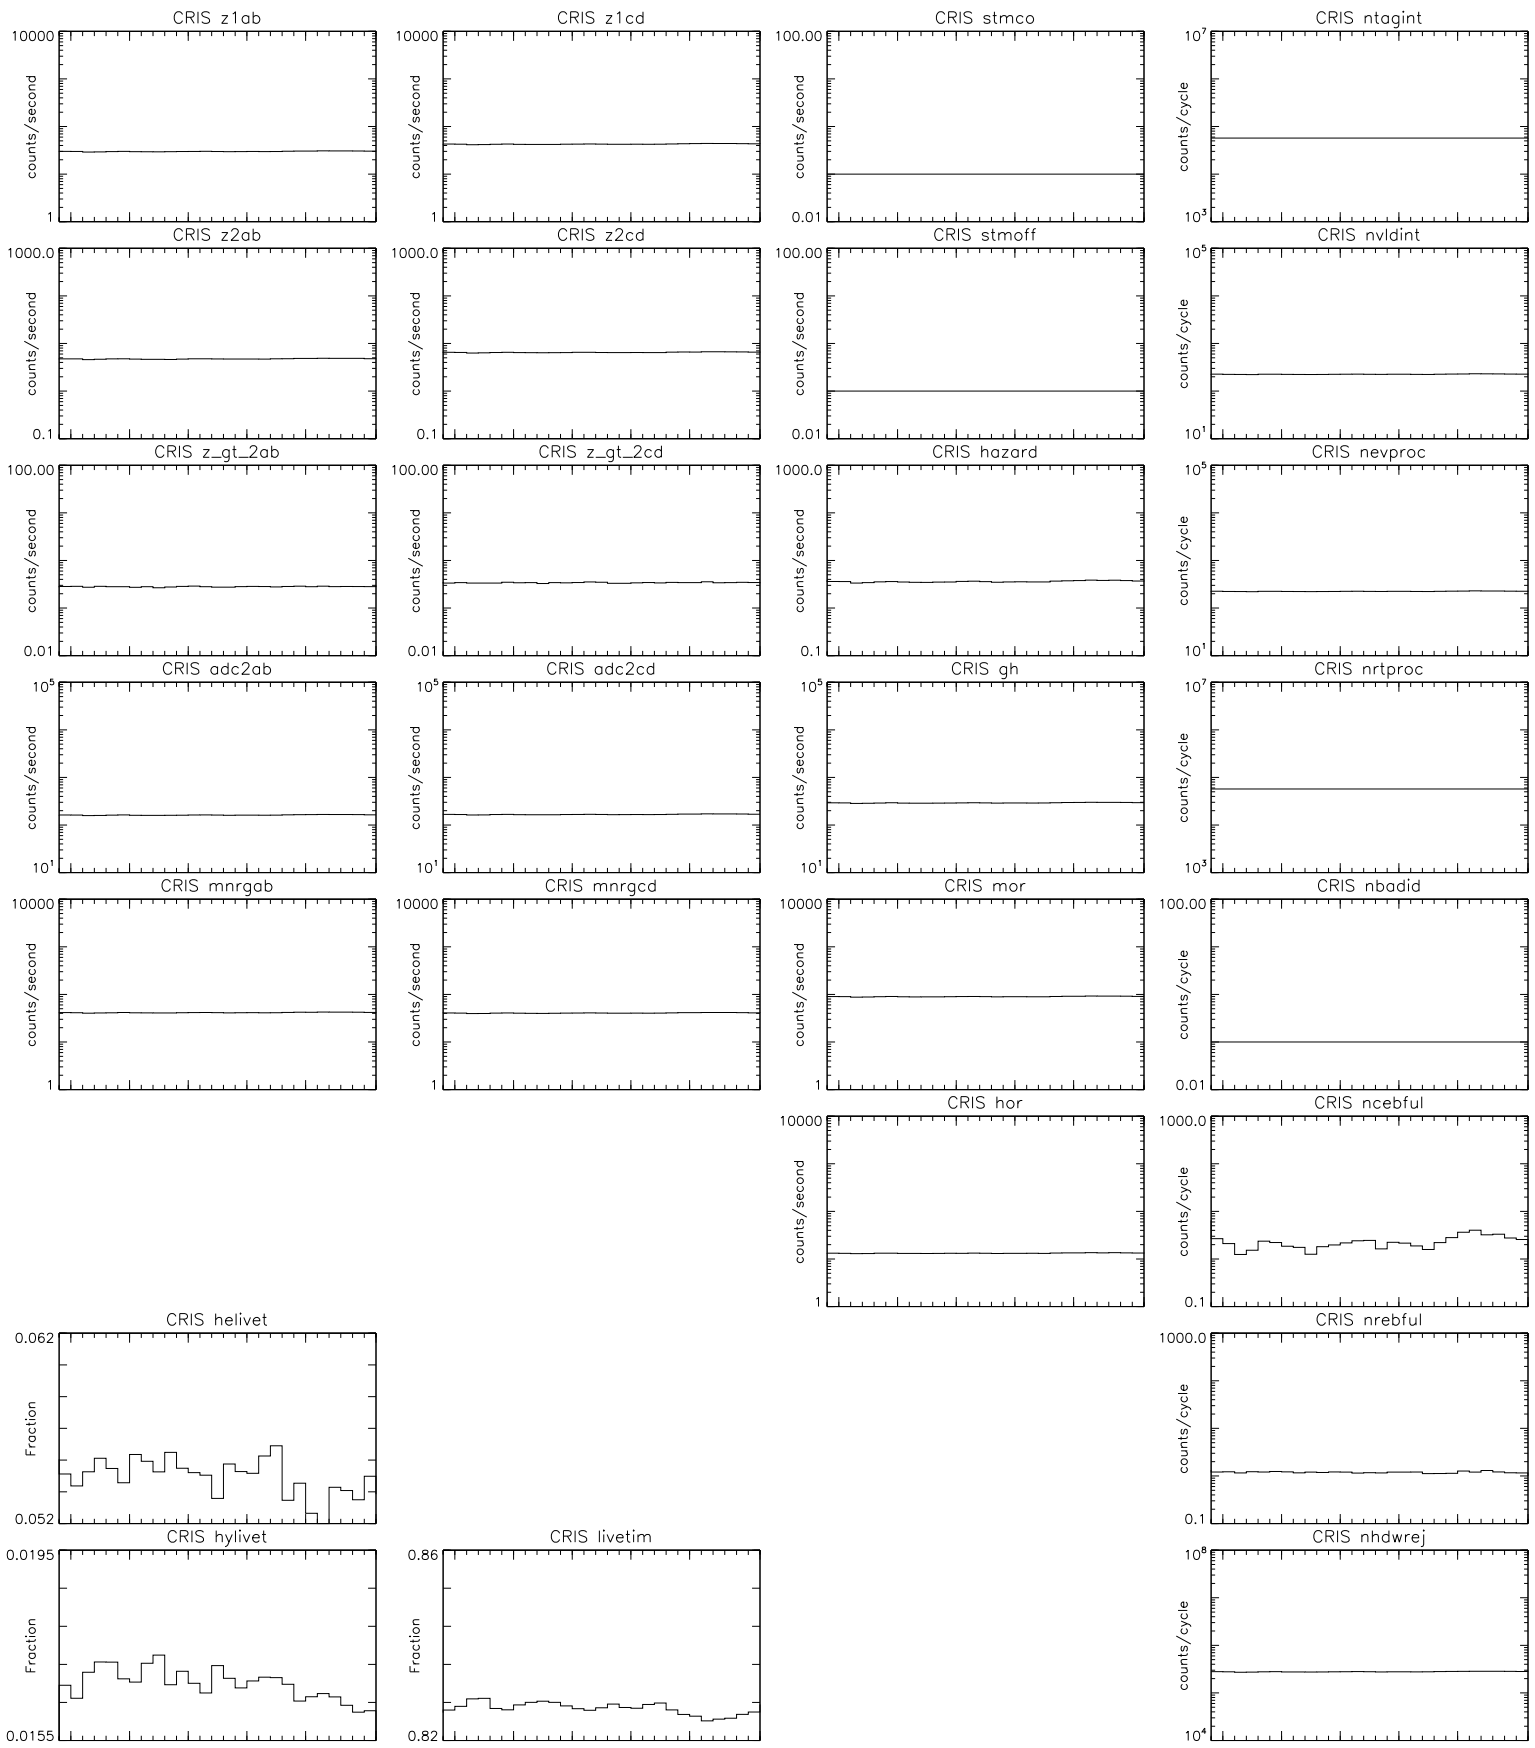 CRIS z1ab
10000
counts/second
1
CRIS z1cd
10000
counts/second
1
CRIS stmco
100.00
counts/second
0.01
CRIS ntagint
10⁷
counts/cycle
10³
CRIS z2ab
1000.0
counts/second
0.1
CRIS z2cd
1000.0
counts/second
0.1
CRIS stmoff
100.00
counts/second
0.01
CRIS nvldint
10⁵
counts/cycle
10¹
CRIS z_gt_2ab
100.00
counts/second
0.01
CRIS z_gt_2cd
100.00
counts/second
0.01
CRIS hazard
1000.0
counts/second
0.1
CRIS nevproc
10⁵
counts/cycle
10¹
CRIS adc2ab
10⁵
counts/second
10¹
CRIS adc2cd
10⁵
counts/second
10¹
CRIS gh
10⁵
counts/second
10¹
CRIS nrtproc
10⁷
counts/cycle
10³
CRIS mnrgab
10000
counts/second
1
CRIS mnrgcd
10000
counts/second
1
CRIS mor
10000
counts/second
1
CRIS nbadid
100.00
counts/cycle
0.01
CRIS hor
10000
counts/second
1
CRIS ncebful
1000.0
counts/cycle
0.1
CRIS helivet
0.062
Fraction
0.052
CRIS nrebful
1000.0
counts/cycle
0.1
CRIS hylivet
0.0195
Fraction
0.0155
CRIS livetim
0.86
Fraction
0.82
CRIS nhdwrej
10⁸
counts/cycle
10⁴